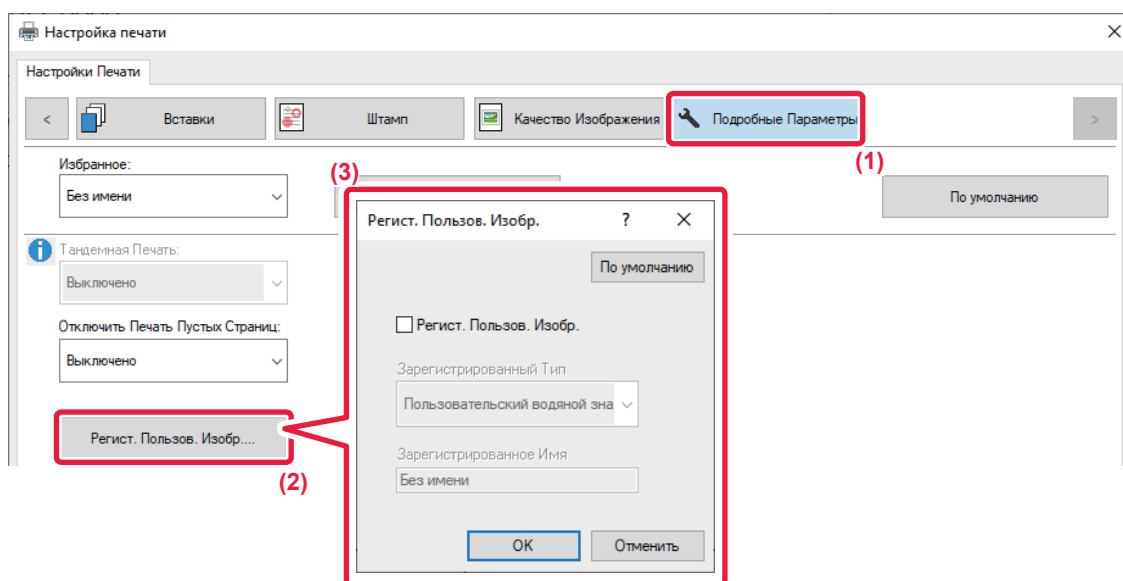 Настройка печати
Настройки Печати
<
Вставки
Штамп
Качество Изображения
Подробные Параметры
>
(1)
Избранное:
(3)
Без имени
По умолчанию
Регист. Пользов. Изобр.
?
Тандемная Печать:
По умолчанию
Выключено
Отключить Печать Пустых Страниц:
Регист. Пользов. Изобр.
Выключено
Зарегистрированный Тип
Пользовательский водяной зна
Регист. Пользов. Изобр....
Зарегистрированное Имя
(2)
Без имени
OK
Отменить